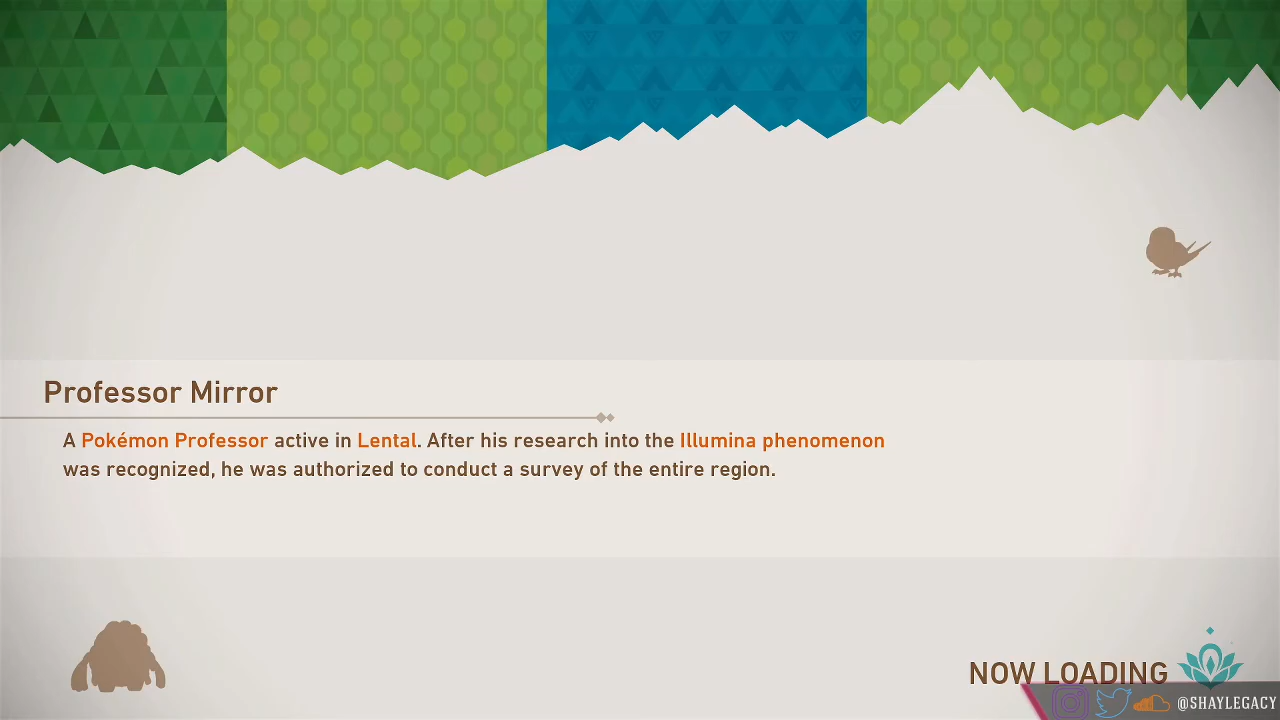 Professor Mirror
A Pokémon Professor active in Lental. After his research into the Illumina phenomenon
was recognized, he was authorized to conduct a survey of the entire region.
NOW LOADING
@SHAYLEGACY